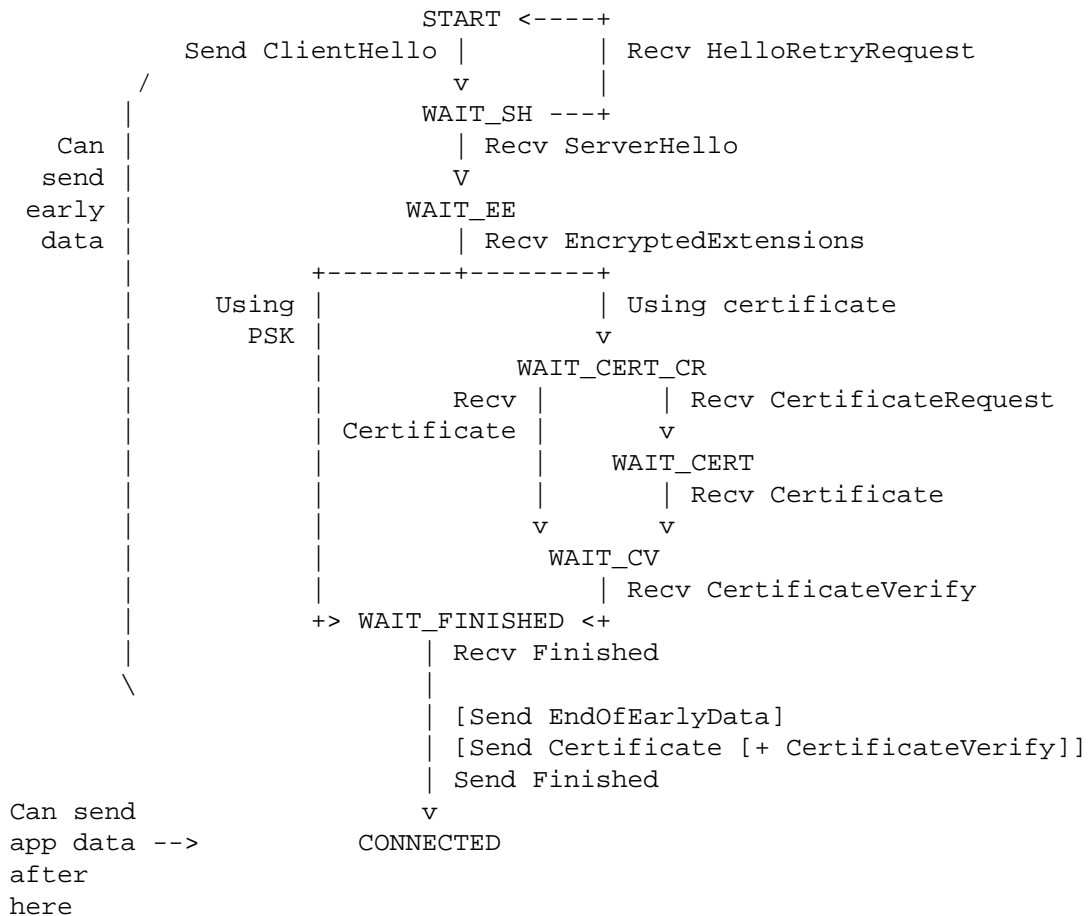 START <----+
Send ClientHello | | Recv HelloRetryRequest
/ v |
| WAIT_SH ---+
Can | | Recv ServerHello
send | V
early | WAIT_EE
data | | Recv EncryptedExtensions
| +--------+--------+
| Using | | Using certificate
| PSK | v
| | WAIT_CERT_CR
| | Recv | | Recv CertificateRequest
| | Certificate | v
| | | WAIT_CERT
| | | | Recv Certificate
| | v v
| | WAIT_CV
| | | Recv CertificateVerify
| +> WAIT_FINISHED <+
| | Recv Finished
\ |
| [Send EndOfEarlyData]
| [Send Certificate [+ CertificateVerify]]
| Send Finished
Can send v
app data --> CONNECTED
after
here